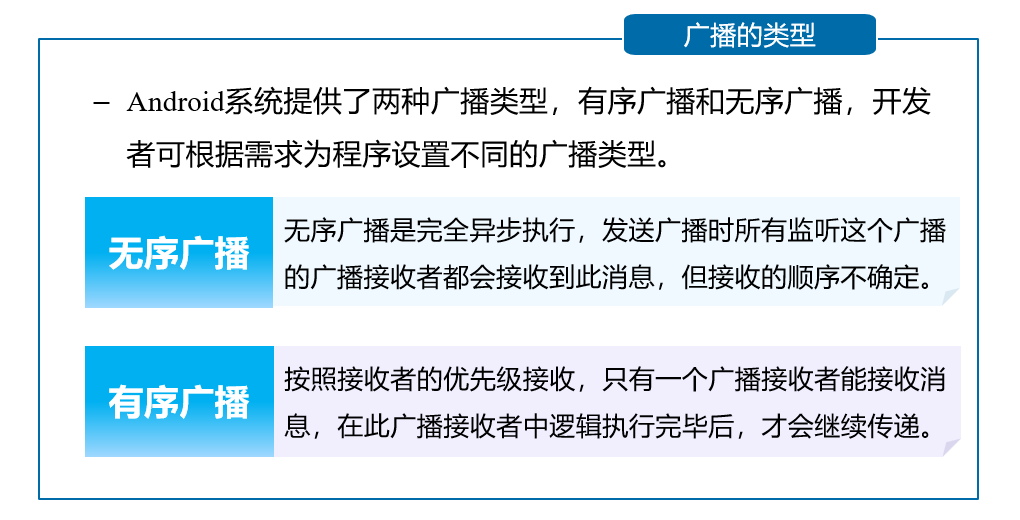 广播的类型
– Android系统提供了两种广播类型，有序广播和无序广播，开发
者可根据需求为程序设置不同的广播类型。
无序广播
无序广播是完全异步执行，发送广播时所有监听这个广播
的广播接收者都会接收到此消息，但接收的顺序不确定。
有序广播
按照接收者的优先级接收，只有一个广播接收者能接收消
息，在此广播接收者中逻辑执行完毕后，才会继续传递。